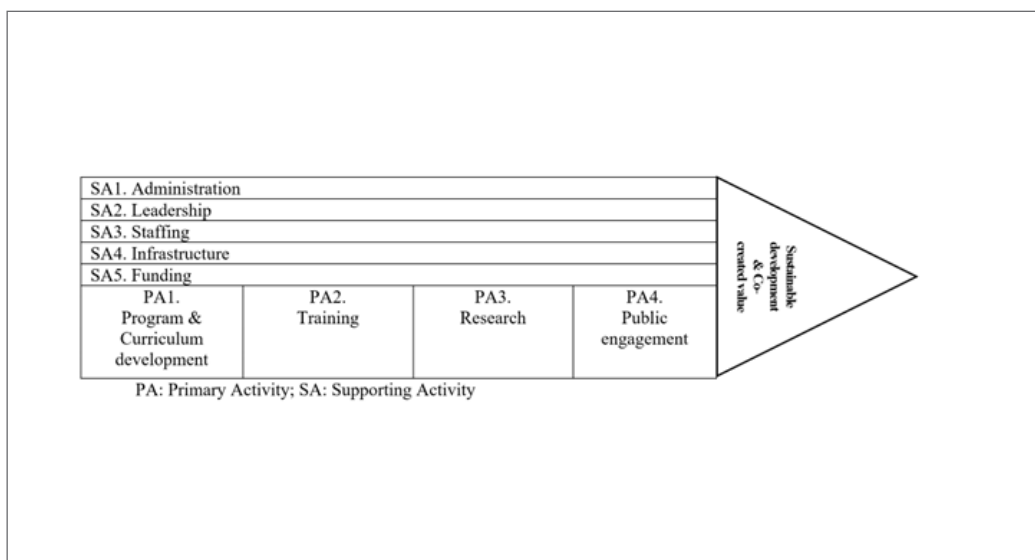 SA1. Administration
SA2. Leadership
SA3. Staffing
SA4. Infrastructure
SA5. Funding
PA1.
Program &
Curriculum
development
PA2.
Training
PA3.
Research
PA4.
Public
engagement
Sustainable
development
& Co-
created value
PA: Primary Activity; SA: Supporting Activity